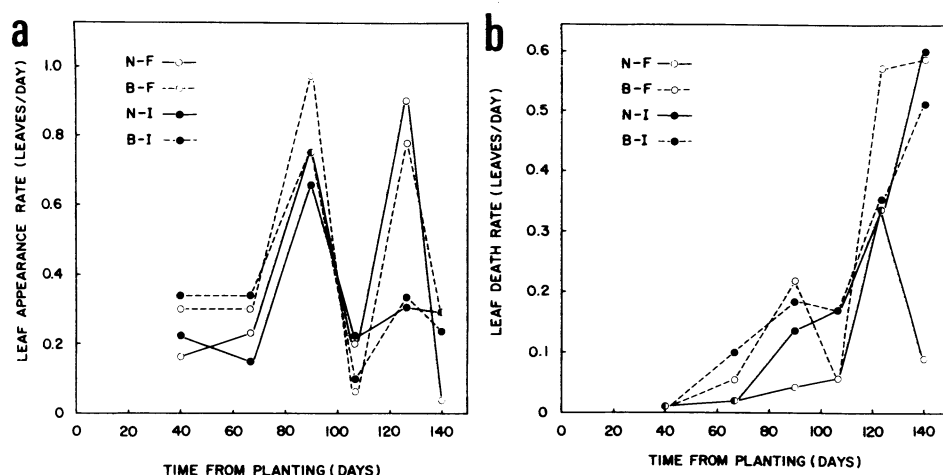 a
LEAF APPEARANCE RATE (LEAVES/DAY)
1.0
0.8
0.6
0.4
0.2
0
N-F
B-F
N-I
B-I
0 20 40 60 80 100 120 140
TIME FROM PLANTING (DAYS)
b
LEAF DEATH RATE (LEAVES/DAY)
0.6
0.5
0.4
0.3
0.2
0.1
0
N-F
B-F
N-I
B-I
0 20 40 60 80 100 120 140
TIME FROM PLANTING (DAYS)